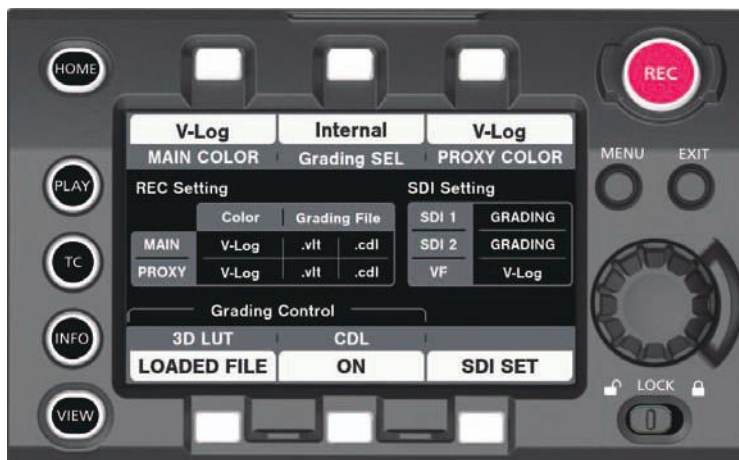 HOME
REC
V-Log Internal V-Log
MAIN COLOR Grading SEL PROXY COLOR
MENU EXIT
PLAY
REC Setting SDI Setting
Color Grading File SDI 1 GRADING
MAIN V-Log .vlt .cdl SDI 2 GRADING
PROXY V-Log .vlt .cdl VF V-Log
TC
Grading Control
INFO
3D LUT CDL
LOADED FILE ON SDI SET
LOCK
VIEW